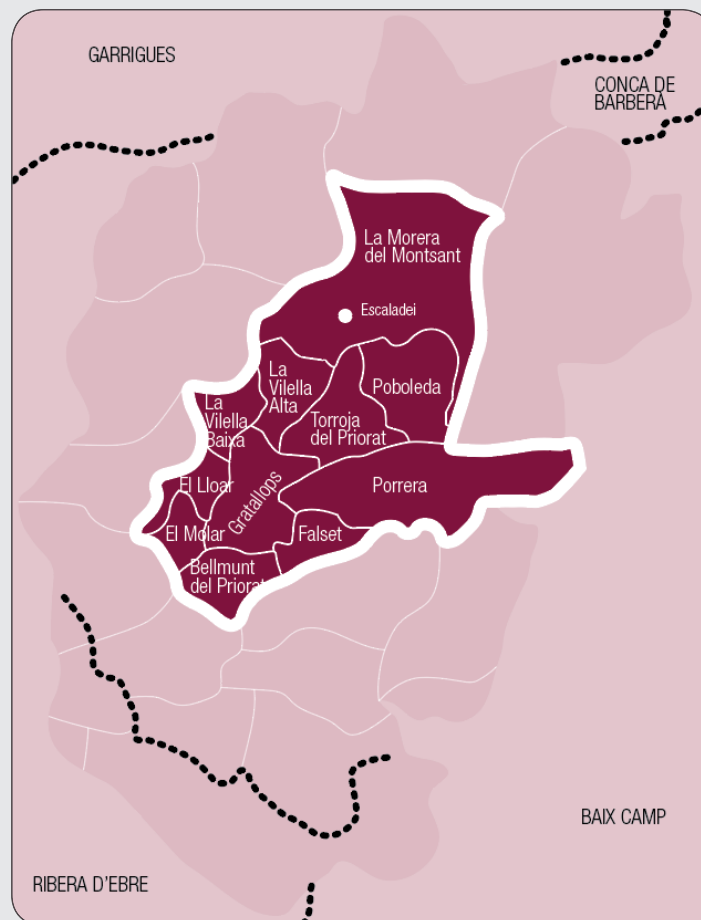 GARRIGUES
CONCA DE
BARBERÀ
La Morera
del Montsant
Escaladei
La
Vilella
Alta
Poboleda
La
Vilella
Baixa
Torroja
del Priorat
El Lloar
Gratallops
Porrera
El Molar
Falset
Bellmunt
del Priorat
BAIX CAMP
RIBERA D'EBRE